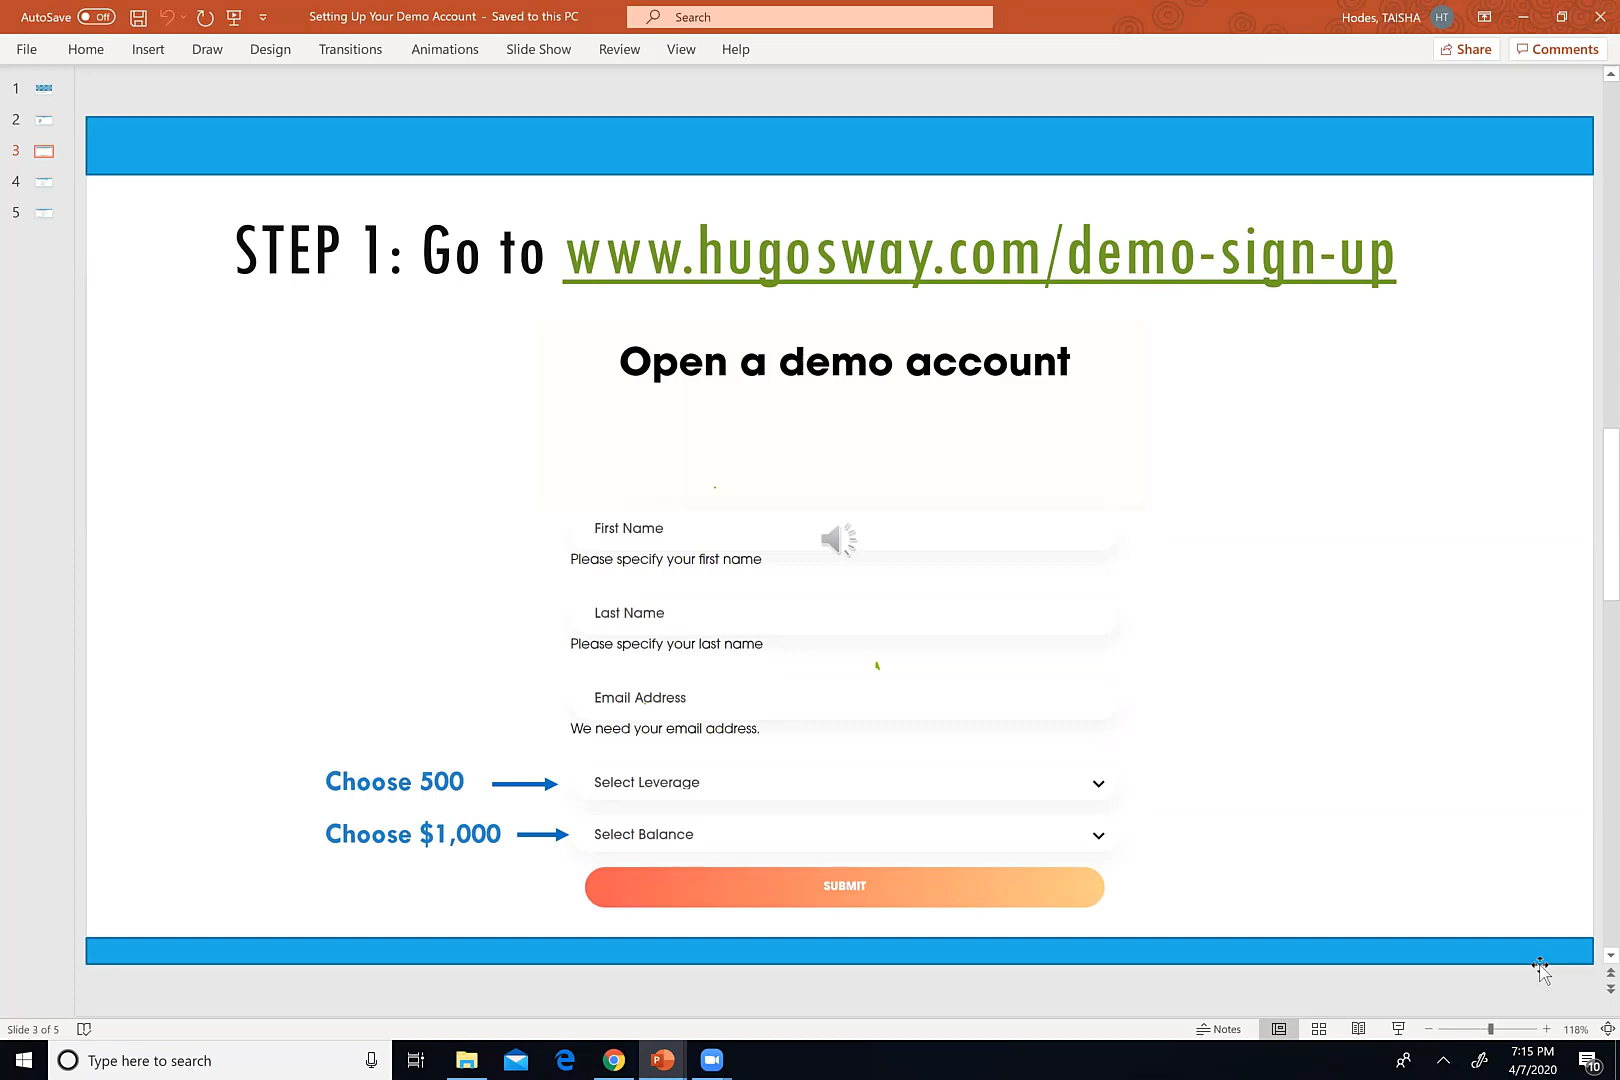 AutoSave Off Setting Up Your Demo Account - Saved to this PC Search Hodes, TAISHA HT
File Home Insert Draw Design Transitions Animations Slide Show Review View Help Share Comments
1
2
3
4
5
STEP 1: Go to www.hugosway.com/demo-sign-up
Open a demo account
First Name
Please specify your first name
Last Name
Please specify your last name
Email Address
We need your email address.
Choose 500 Select Leverage
Choose $1,000 Select Balance
SUBMIT
Slide 3 of 5 Notes 118%
Type here to search 7:15 PM
4/7/2020 10